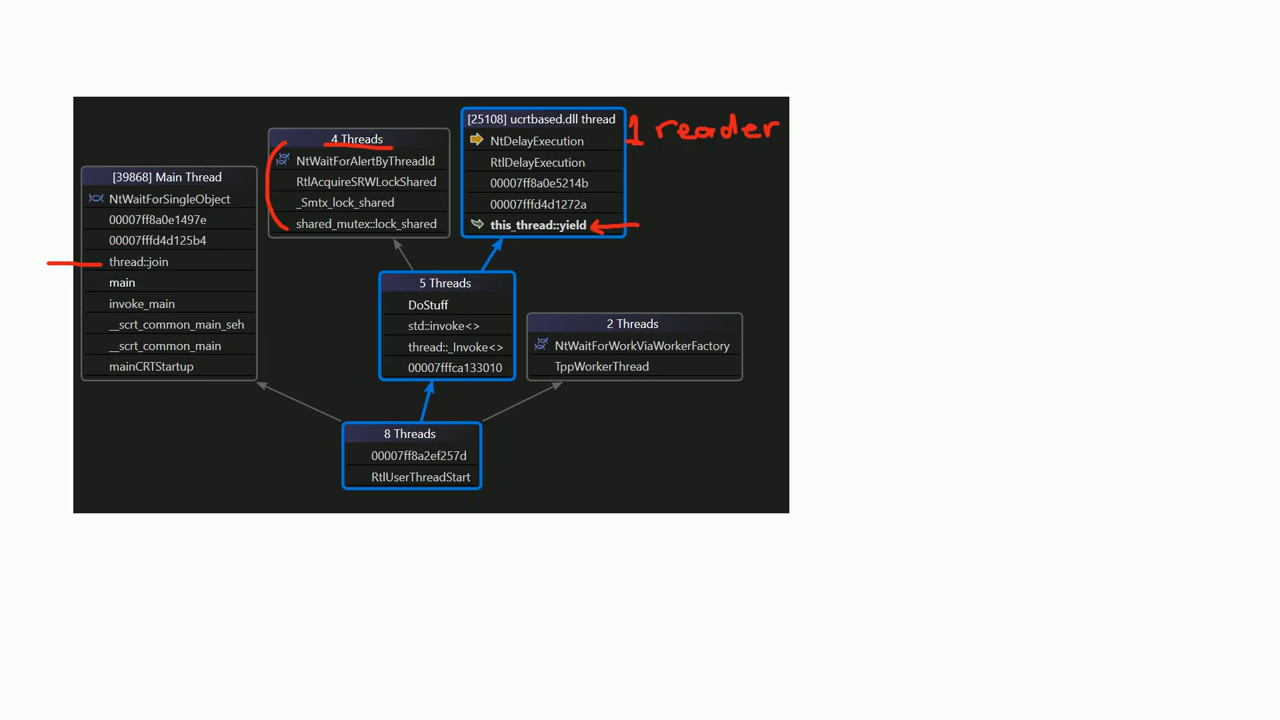 [39868] Main Thread
NtWaitForSingleObject
00007ff8a0e1497e
00007fffd4d125b4
thread::join
main
invoke_main
__scrt_common_main_seh
__scrt_common_main
mainCRTStartup
4 Threads
NtWaitForAlertByThreadId
RtlAcquireSRWLockShared
_Smtx_lock_shared
shared_mutex::lock_shared
[25108] ucrtbased.dll thread
NtDelayExecution
RtlDelayExecution
00007ff8a0e5214b
00007fffd4d1272a
this_thread::yield
1 reader
5 Threads
DoStuff
std::invoke<>
thread::_Invoke<>
00007fffca133010
2 Threads
NtWaitForWorkViaWorkerFactory
TppWorkerThread
8 Threads
00007ff8a2ef257d
RtlUserThreadStart